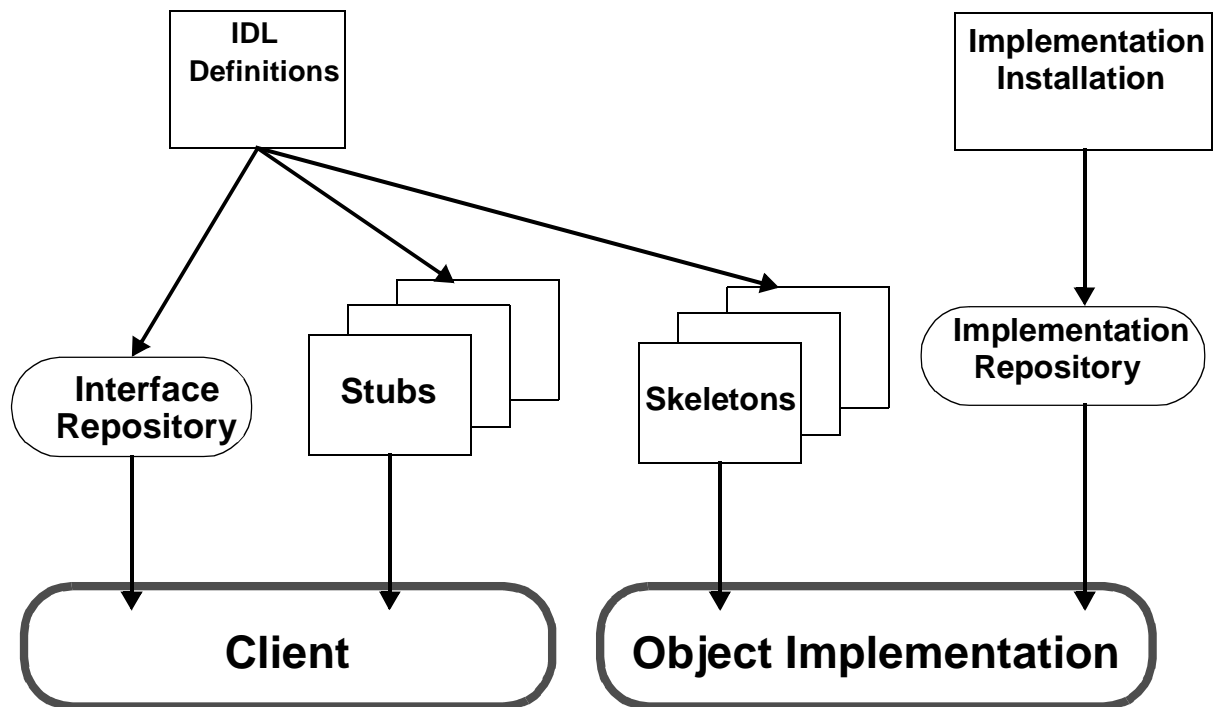 IDL
Definitions
Implementation
Installation
Interface
Repository
Stubs
Skeletons
Implementation
Repository
Client
Object Implementation